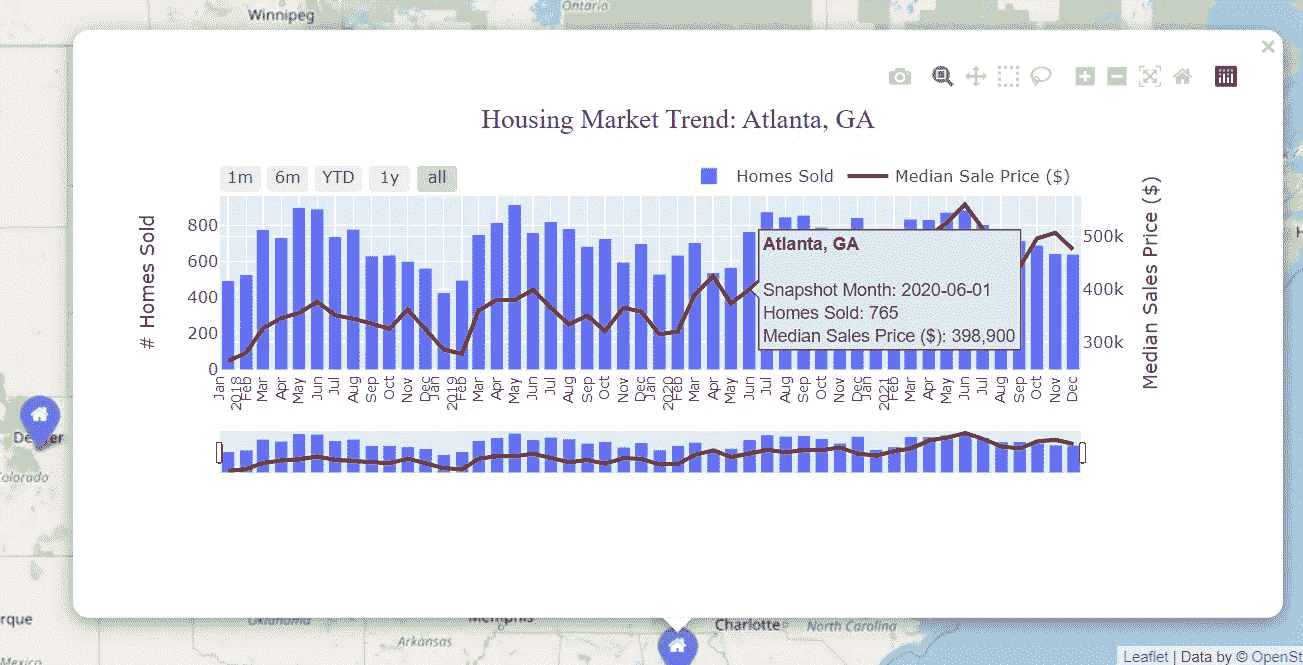 Winnipeg
Ontario
×
Housing Market Trend: Atlanta, GA
1m 6m YTD 1y all
Homes Sold Median Sale Price ($)
# Homes Sold
800
600
400
200
0
Median Sales Price ($)
500k
400k
300k
Atlanta, GA
Snapshot Month: 2020-06-01
Homes Sold: 765
Median Sales Price ($): 398,900
Jan 2018 Feb Mar Apr May Jun Jul Aug Sep Oct Nov Dec Jan 2019 Feb Mar Apr May Jun Jul Aug Sep Oct Nov Dec Jan 2020 Feb Mar Apr May Jun Jul Aug Sep Oct Nov Dec Jan 2021 Feb Mar Apr May Jun Jul Aug Sep Oct Nov Dec
Denver
Colorado
rque
Oklahoma
Memphis
Charlotte
North Carolina
Arkansas
Mexico
Leaflet | Data by © OpenSt